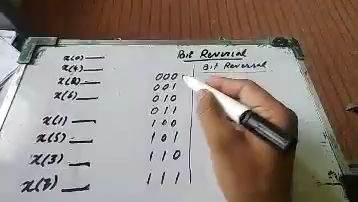 Bit Reversal
Bit Reversal
x(0)
x(4)
x(2)
x(6)
x(1)
x(5)
x(3)
x(7)
000
001
010
011
100
101
110
111